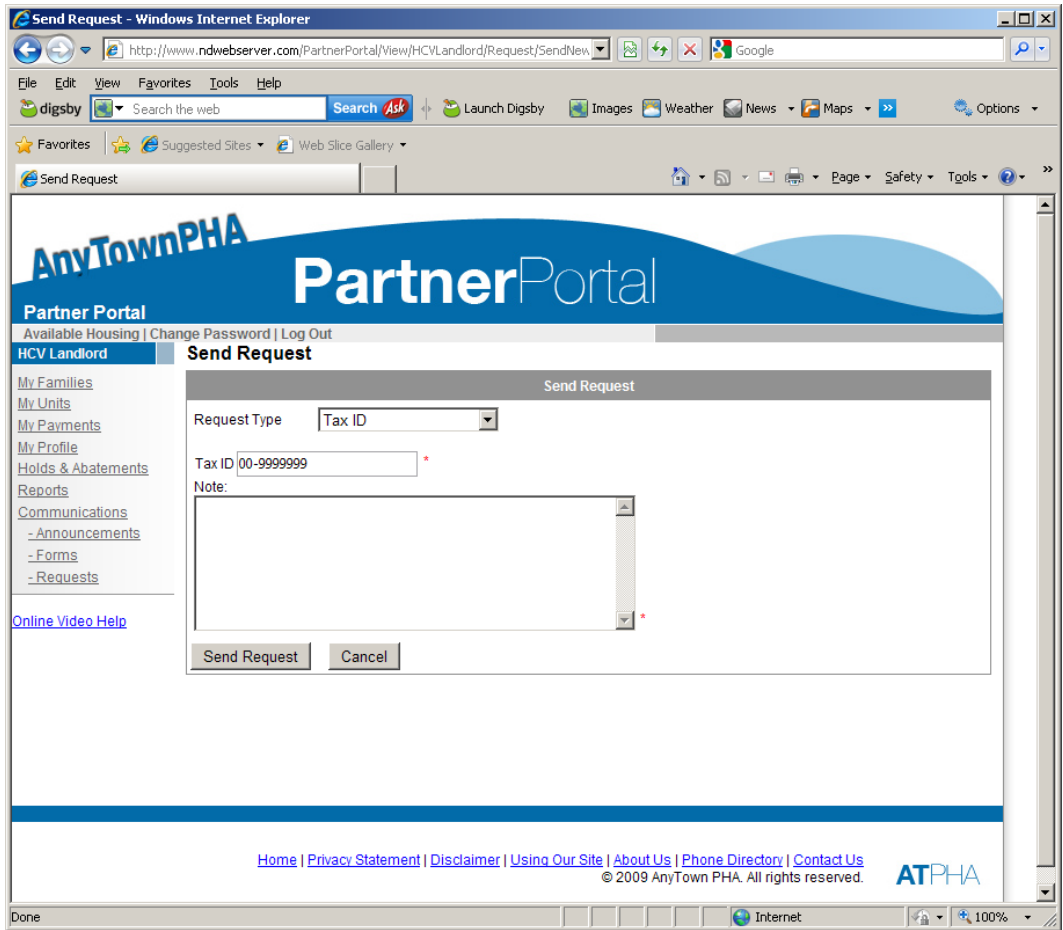 Send Request - Windows Internet Explorer
http://www.ndwebserver.com/PartnerPortal/View/HCVLandlord/Request/SendNew
Google
File Edit View Favorites Tools Help
digsby Search the web Search Ask Launch Digsby Images Weather News Maps Options
Favorites Suggested Sites Web Slice Gallery
Send Request Page Safety Tools
AnyTownPHA
PartnerPortal
Partner Portal
Available Housing | Change Password | Log Out
HCV Landlord
Send Request
My Families
My Units
My Payments
My Profile
Holds & Abatements
Reports
Communications
- Announcements
- Forms
- Requests
Online Video Help
Send Request
Request Type Tax ID
Tax ID 00-9999999 *
Note:
*
Send Request Cancel
Home | Privacy Statement | Disclaimer | Using Our Site | About Us | Phone Directory | Contact Us
© 2009 AnyTown PHA. All rights reserved.
ATPHA
Done Internet 100%